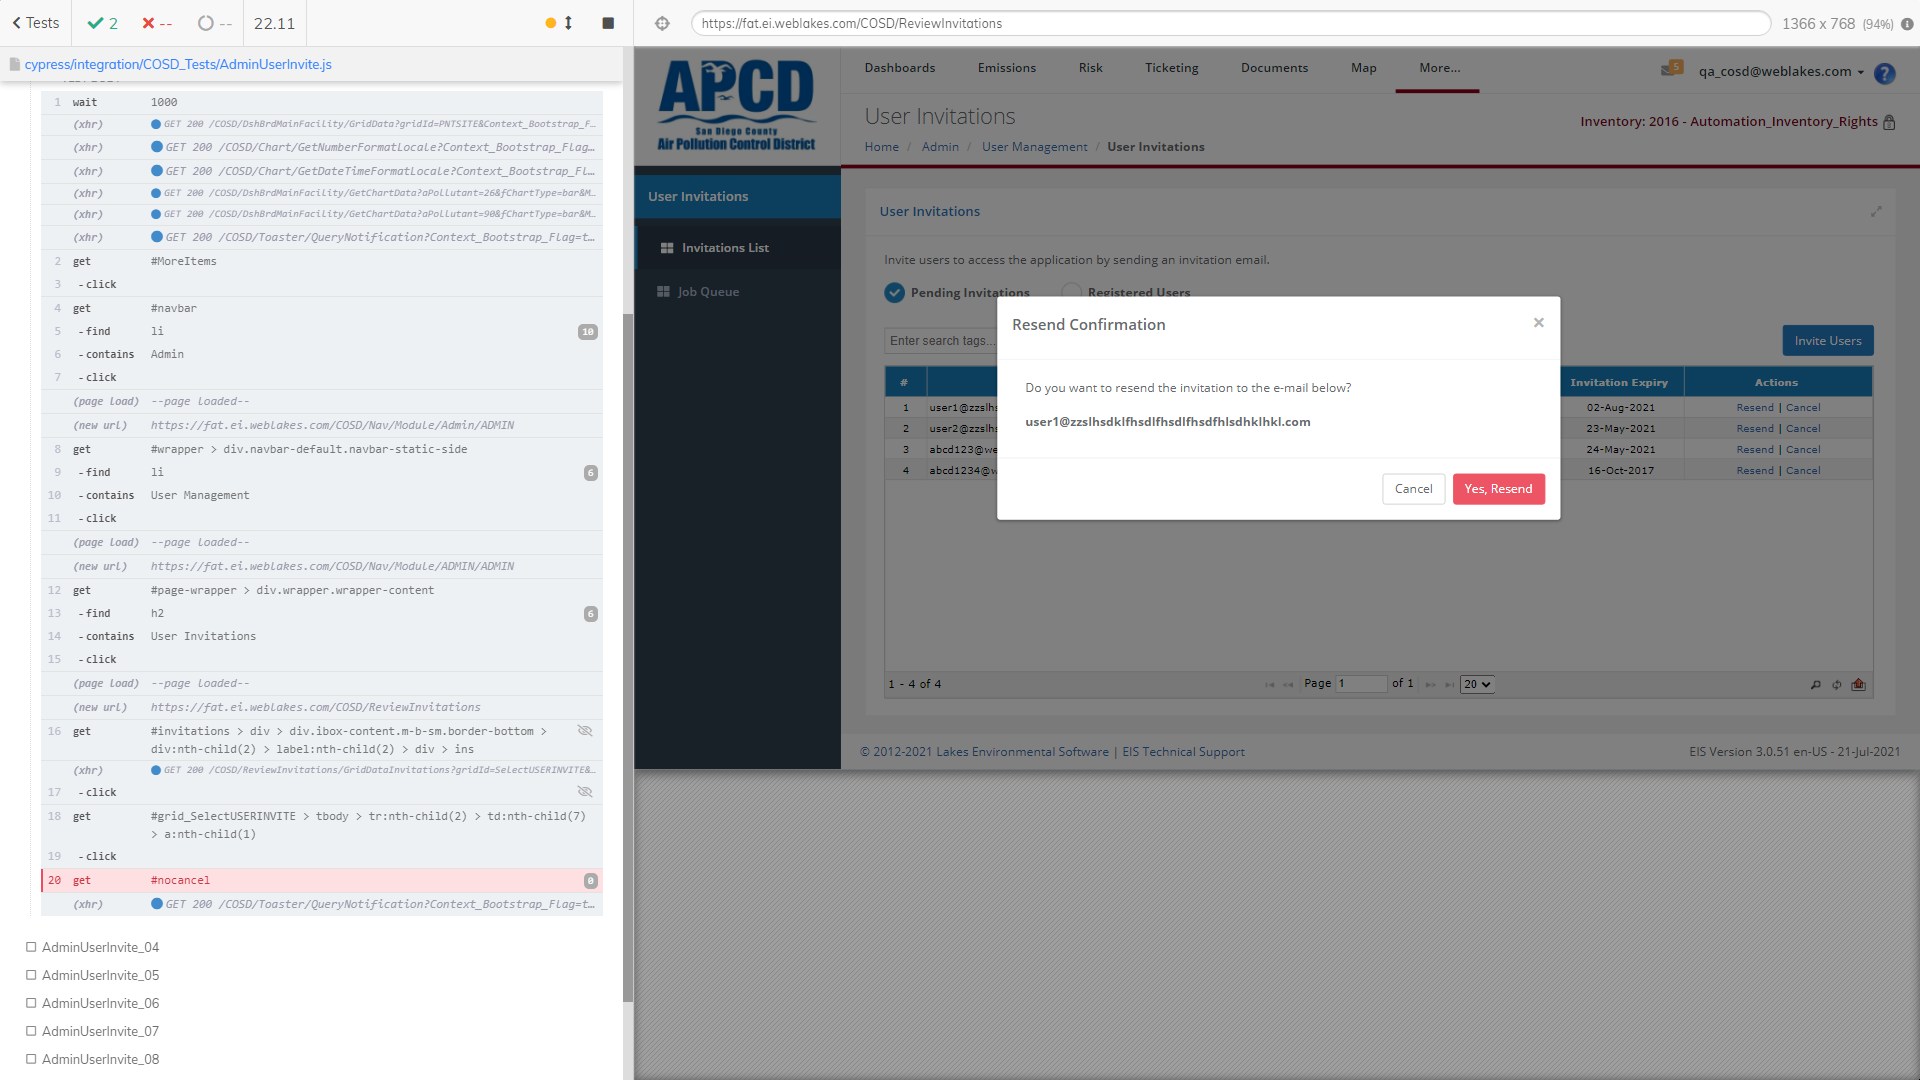 Tests
2
--
--
22.11
https://fat.ei.weblakes.com/COSD/ReviewInvitations
1366 x 768 (94%)
cypress/integration/COSD_Tests/AdminUserInvite.js
1 wait 1000
(xhr) GET 200 /COSD/DshBrdMainFacility/GridData?gridId=PNTSITE&Context_Bootstrap_F...
(xhr) GET 200 /COSD/Chart/GetNumberFormatLocale?Context_Bootstrap_Flag...
(xhr) GET 200 /COSD/Chart/GetDateTimeFormatLocale?Context_Bootstrap_Fl...
(xhr) GET 200 /COSD/DshBrdMainFacility/GetChartData?aPollutant=26&fChartType=bar&M...
(xhr) GET 200 /COSD/DshBrdMainFacility/GetChartData?aPollutant=90&fChartType=bar&M...
(xhr) GET 200 /COSD/Toaster/QueryNotification?Context_Bootstrap_Flag=t...
2 get #MoreItems
3 -click
4 get #navbar
5 -find li 10
6 -contains Admin
7 -click
(page load) --page loaded--
(new url) https://fat.ei.weblakes.com/COSD/Nav/Module/Admin/ADMIN
8 get #wrapper > div.navbar-default.navbar-static-side
9 -find li 6
10 -contains User Management
11 -click
(page load) --page loaded--
(new url) https://fat.ei.weblakes.com/COSD/Nav/Module/ADMIN/ADMIN
12 get #page-wrapper > div.wrapper.wrapper-content
13 -find h2 6
14 -contains User Invitations
15 -click
(page load) --page loaded--
(new url) https://fat.ei.weblakes.com/COSD/ReviewInvitations
16 get #invitations > div > div.ibox-content.m-b-sm.border-bottom >
div:nth-child(2) > label:nth-child(2) > div > ins
(xhr) GET 200 /COSD/ReviewInvitations/GridDataInvitations?gridId=SelectUSERINVITE&...
17 -click
18 get #grid_SelectUSERINVITE > tbody > tr:nth-child(2) > td:nth-child(7)
> a:nth-child(1)
19 -click
20 get #nocancel 0
(xhr) GET 200 /COSD/Toaster/QueryNotification?Context_Bootstrap_Flag=t...
AdminUserInvite_04
AdminUserInvite_05
AdminUserInvite_06
AdminUserInvite_07
AdminUserInvite_08
APCD
San Diego County
Air Pollution Control District
Dashboards Emissions Risk Ticketing Documents Map More...
5 qa_cosd@weblakes.com ?
User Invitations
Inventory: 2016 - Automation_Inventory_Rights
Home / Admin / User Management / User Invitations
User Invitations
Invitations List
Job Queue
User Invitations
Invite users to access the application by sending an invitation email.
Pending Invitations Registered Users
Enter search tags...
Invite Users
# Invitation Expiry Actions
1 user1@zzslhs 02-Aug-2021 Resend | Cancel
2 user2@zzslhs 23-May-2021 Resend | Cancel
3 abcd123@we 24-May-2021 Resend | Cancel
4 abcd1234@w 16-Oct-2017 Resend | Cancel
Resend Confirmation ×
Do you want to resend the invitation to the e-mail below?
user1@zzslhsdklfhsdlfhsdlfhsdfhlsdhklhkl.com
Cancel Yes, Resend
1 - 4 of 4
Page 1 of 1 20
© 2012-2021 Lakes Environmental Software | EIS Technical Support
EIS Version 3.0.51 en-US - 21-Jul-2021